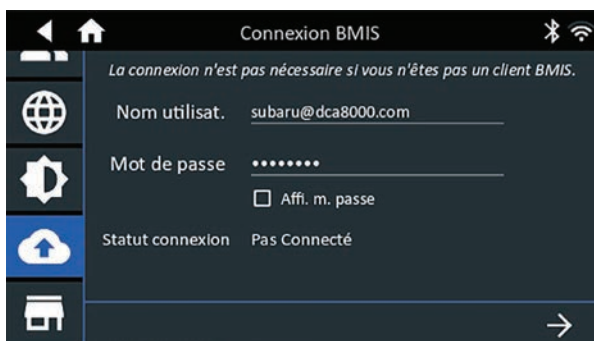 Connexion BMIS
La connexion n'est pas nécessaire si vous n'êtes pas un client BMIS.
Nom utilisat. subaru@dca8000.com
Mot de passe ••••••••
Affi. m. passe
Statut connexion Pas Connecté